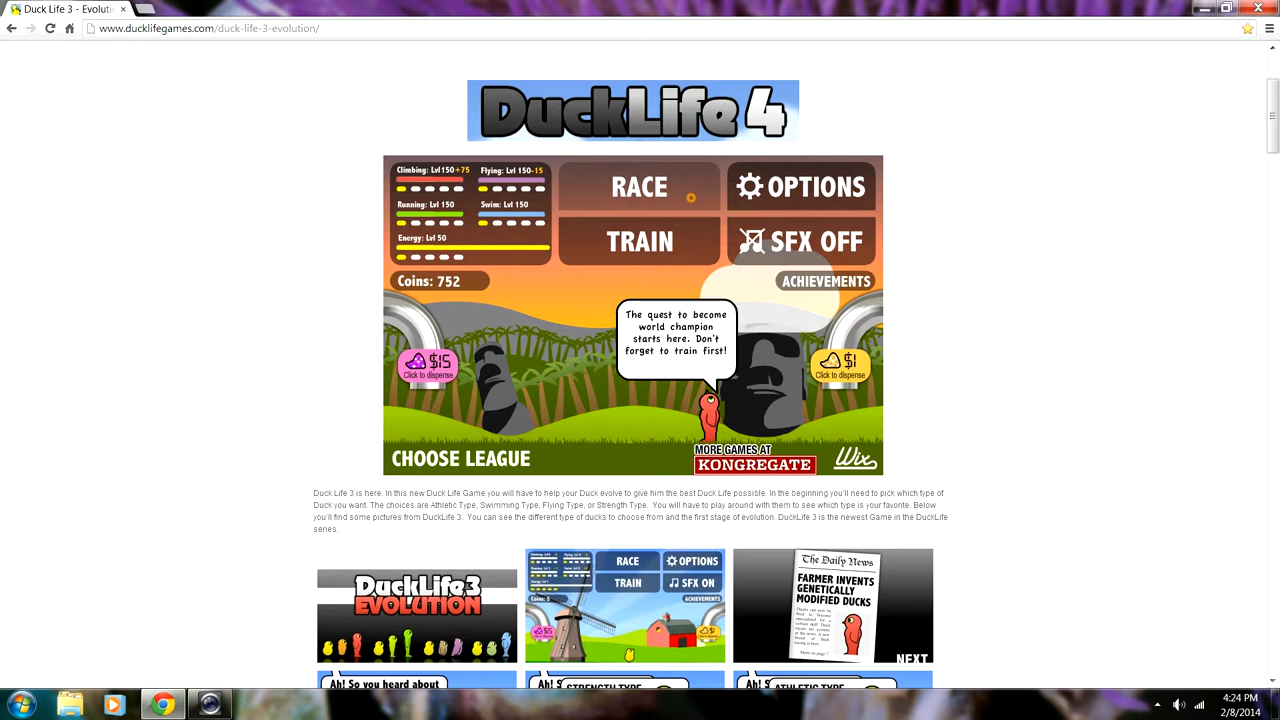 Duck Life 3 - Evolutio
www.ducklifegames.com/duck-life-3-evolution/
DuckLife 4
Climbing: Lvl 150+75
Flying: Lvl 150-15
Running: Lvl 150
Swim: Lvl 150
Energy: Lvl 50
RACE
OPTIONS
TRAIN
SFX OFF
Coins: 752
ACHIEVEMENTS
The quest to become
world champion
starts here. Don't
forget to train first!
$15
Click to dispense
$1
Click to dispense
CHOOSE LEAGUE
MORE GAMES AT
KONGREGATE
Wix
Duck Life 3 is here. In this new Duck Life Game you will have to help your Duck evolve to give him the best Duck Life possible. In the beginning you'll need to pick which type of
Duck you want. The choices are Athletic Type, Swimming Type, Flying Type, or Strength Type. You will have to play around with them to see which type is your favorite. Below
you'll find some pictures from DuckLife 3. You can see the different type of ducks to choose from and the first stage of evolution. DuckLife 3 is the newest Game in the DuckLife
series.
DuckLife3
EVOLUTION
RACE
OPTIONS
TRAIN
SFX ON
Coins: 5
ACHIEVEMENTS
The Daily News
FARMER INVENTS
GENETICALLY
MODIFIED DUCKS
More on page 7
NEXT
Ah! So you heard about
Ah! S
STRENGTH TYPE
Ah! S
ATHLETIC TYPE
4:24 PM
2/8/2014